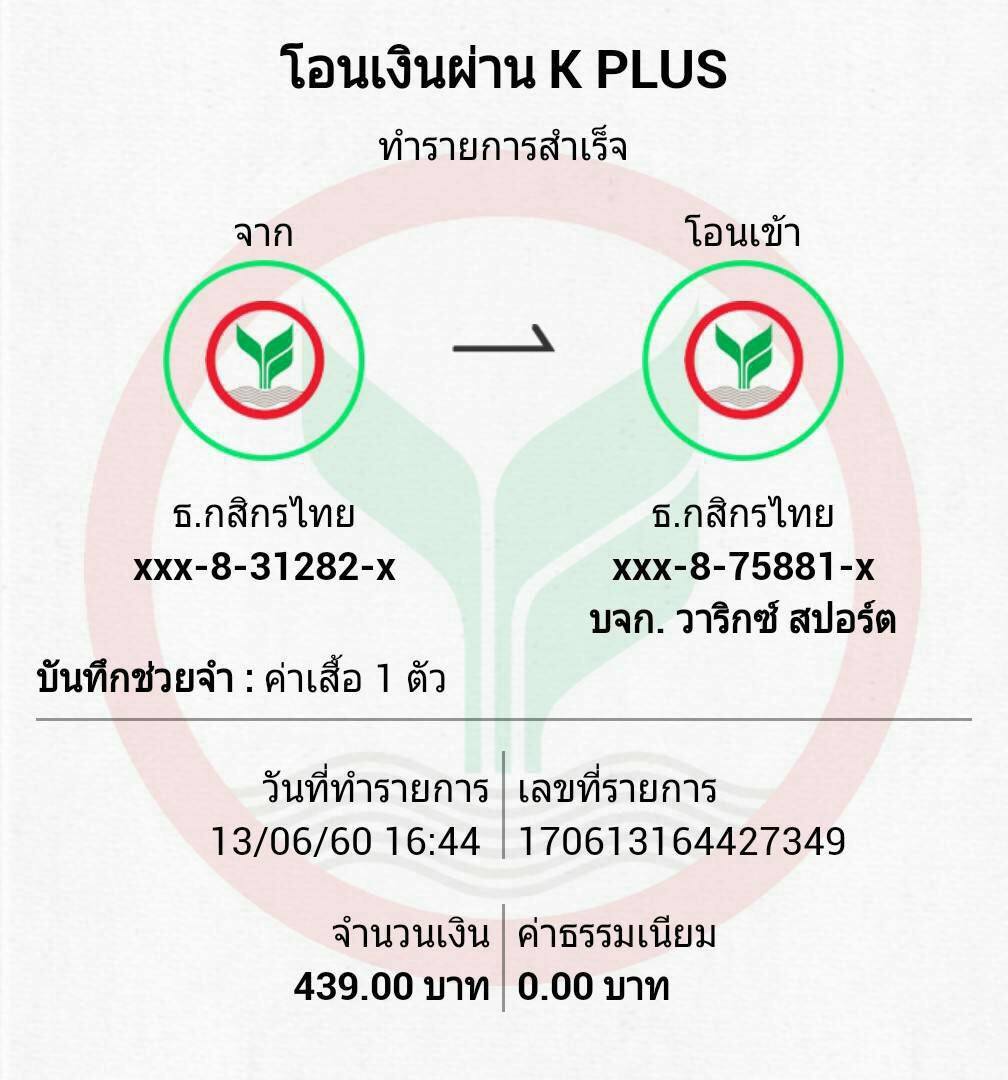 โอนเงินผ่าน K PLUS
ทำรายการสำเร็จ
จาก
โอนเข้า
ธ.กสิกรไทย
xxx-8-31282-x
ธ.กสิกรไทย
xxx-8-75881-x
บจก. วาริกซ์ สปอร์ต
บันทึกช่วยจำ : ค่าเสื้อ 1 ตัว
วันที่ทำรายการ
13/06/60 16:44
เลขที่รายการ
170613164427349
จำนวนเงิน
439.00 บาท
ค่าธรรมเนียม
0.00 บาท